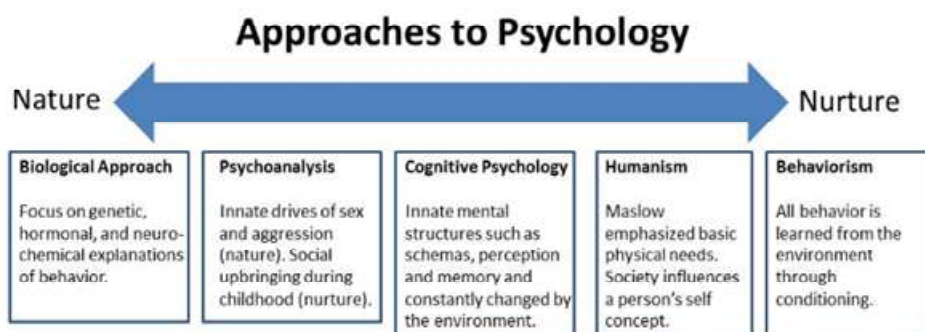 Approaches to Psychology
Nature
Nurture
Biological Approach
Focus on genetic,
hormonal, and neuro-
chemical explanations
of behavior.
Psychoanalysis
Innate drives of sex
and aggression
(nature). Social
upbringing during
childhood (nurture).
Cognitive Psychology
Innate mental
structures such as
schemas, perception
and memory and
constantly changed by
the environment.
Humanism
Maslow
emphasized basic
physical needs.
Society influences
a person's self
concept.
Behaviorism
All behavior is
learned from the
environment
through
conditioning.